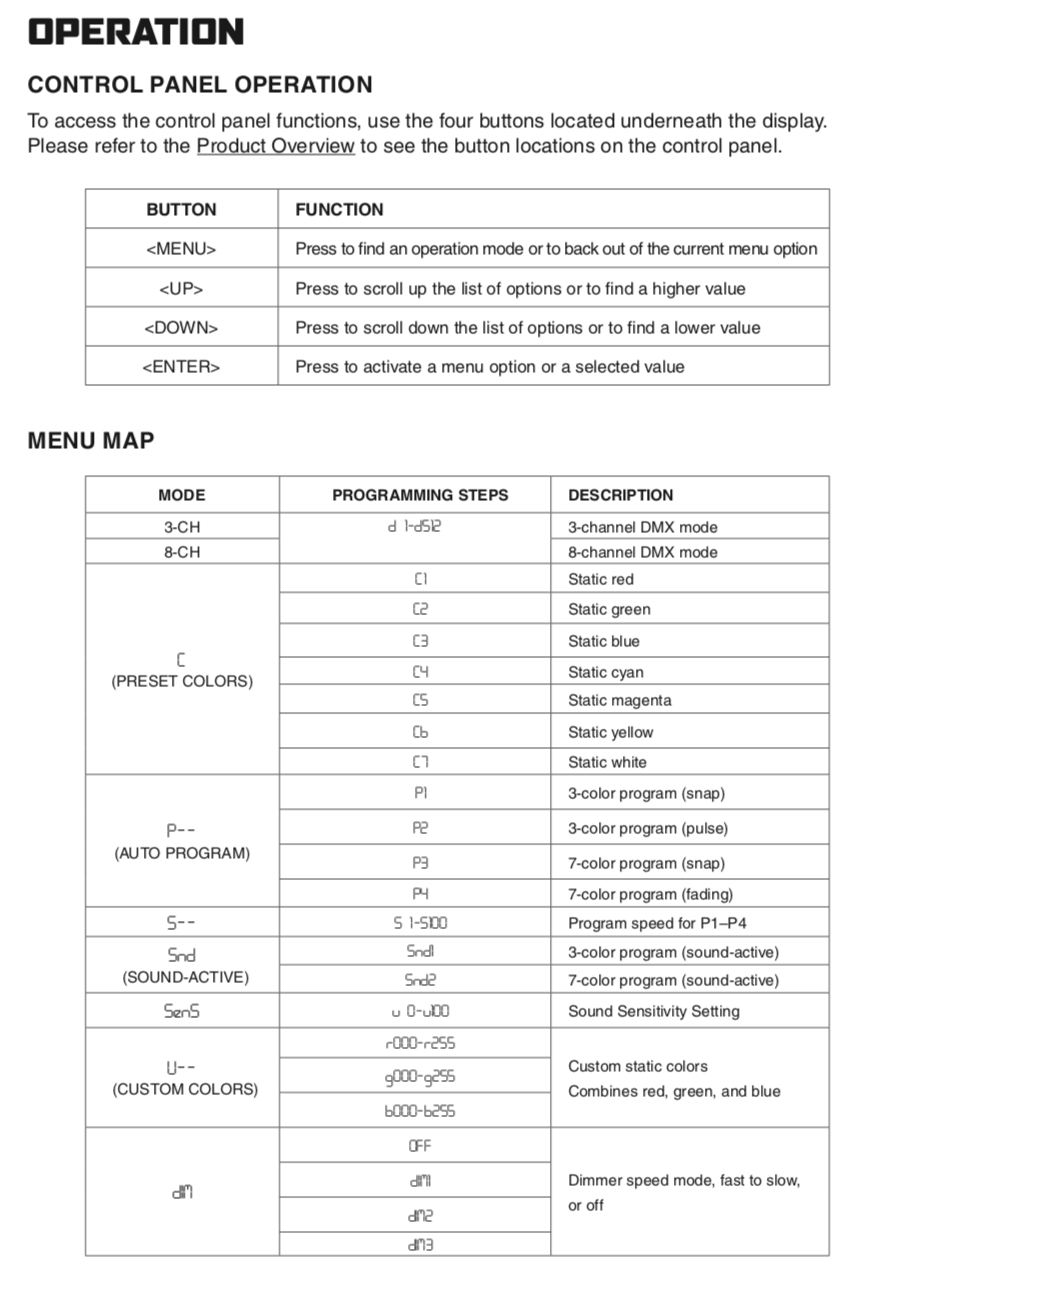 OPERATION
CONTROL PANEL OPERATION
To access the control panel functions, use the four buttons located underneath the display.
Please refer to the Product Overview to see the button locations on the control panel.
BUTTON FUNCTION
<MENU> Press to find an operation mode or to back out of the current menu option
<UP> Press to scroll up the list of options or to find a higher value
<DOWN> Press to scroll down the list of options or to find a lower value
<ENTER> Press to activate a menu option or a selected value
MENU MAP
MODE PROGRAMMING STEPS DESCRIPTION
3-CH d 1-d512 3-channel DMX mode
8-CH 8-channel DMX mode
C
(PRESET COLORS)
C1 Static red
C2 Static green
C3 Static blue
C4 Static cyan
C5 Static magenta
C6 Static yellow
C7 Static white
P--
(AUTO PROGRAM)
P1 3-color program (snap)
P2 3-color program (pulse)
P3 7-color program (snap)
P4 7-color program (fading)
S-- S 1-S100 Program speed for P1–P4
Snd
(SOUND-ACTIVE)
Snd1 3-color program (sound-active)
Snd2 7-color program (sound-active)
SenS u 0-u100 Sound Sensitivity Setting
U--
(CUSTOM COLORS)
r000-r255
g000-g255
b000-b255
Custom static colors
Combines red, green, and blue
dM
OFF
dM1
dM2
dM3
Dimmer speed mode, fast to slow,
or off